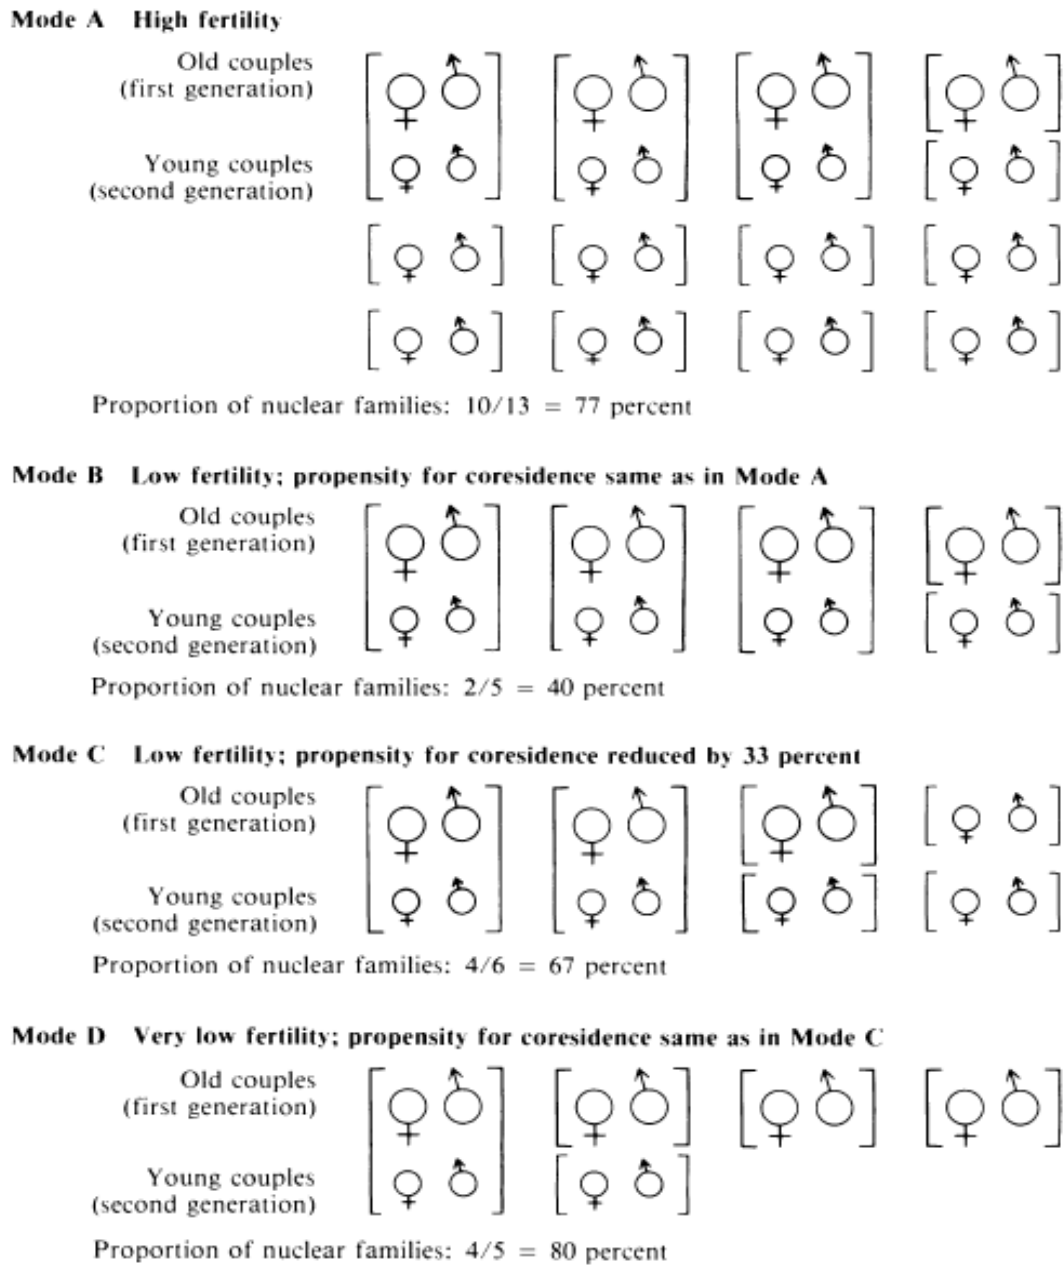 Mode A High fertility
Old couples
(first generation)
Young couples
(second generation)
Proportion of nuclear families: 10/13 = 77 percent
Mode B Low fertility; propensity for coresidence same as in Mode A
Old couples
(first generation)
Young couples
(second generation)
Proportion of nuclear families: 2/5 = 40 percent
Mode C Low fertility; propensity for coresidence reduced by 33 percent
Old couples
(first generation)
Young couples
(second generation)
Proportion of nuclear families: 4/6 = 67 percent
Mode D Very low fertility; propensity for coresidence same as in Mode C
Old couples
(first generation)
Young couples
(second generation)
Proportion of nuclear families: 4/5 = 80 percent